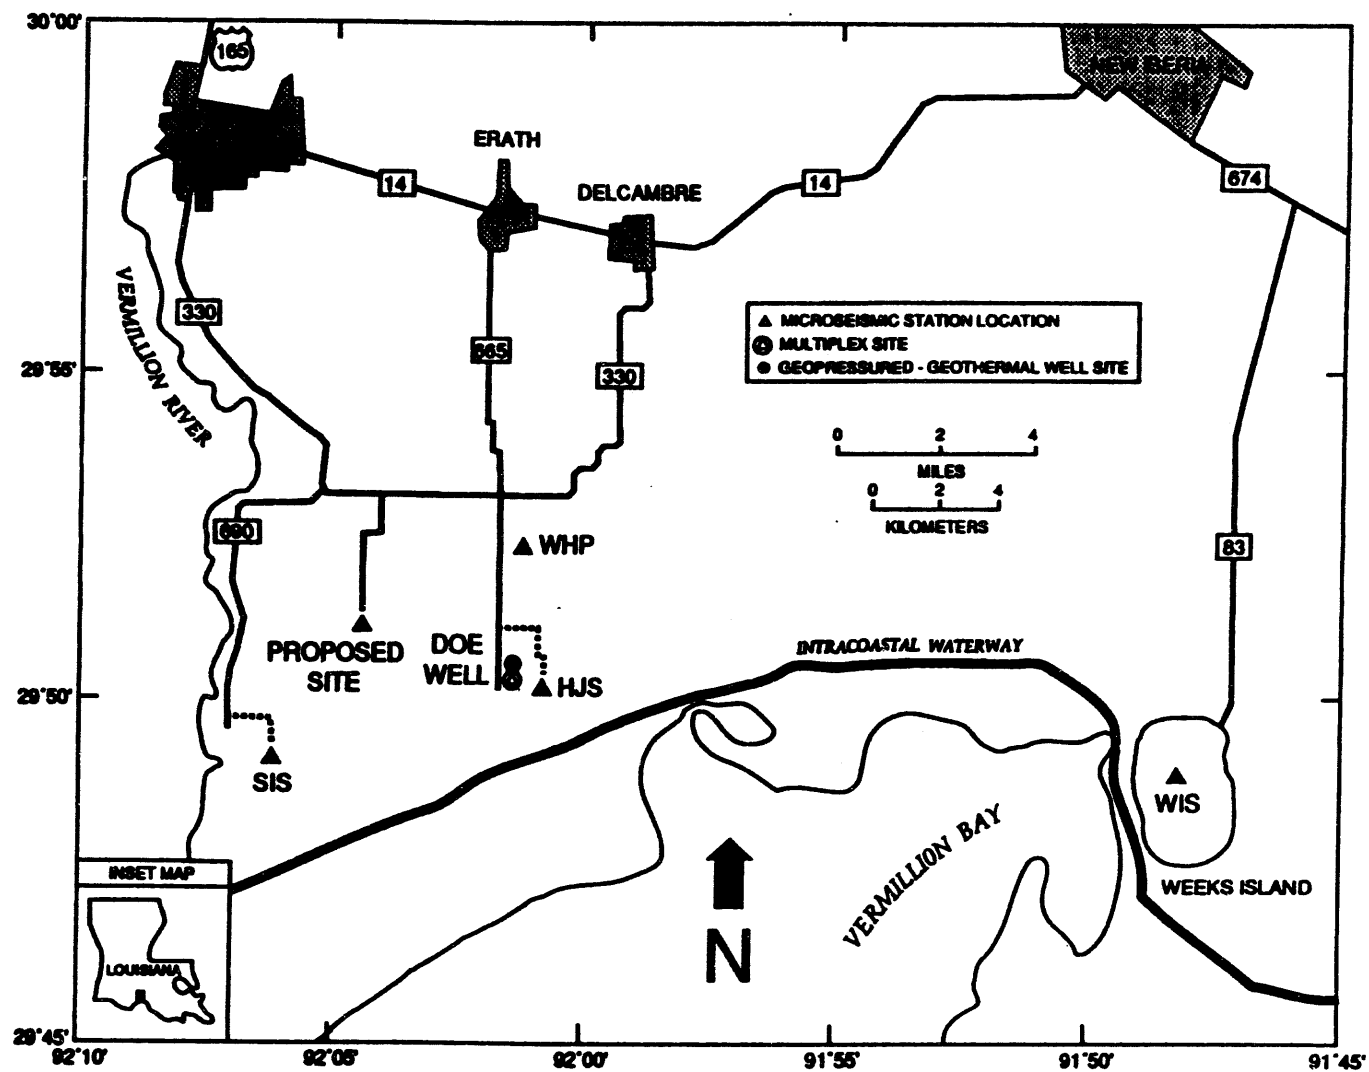 30°00'
165
NEW IBERIA
ERATH
14
DELCAMBRE
14
674
VERMILLION RIVER
330
▲ MICROSEISMIC STATION LOCATION
MULTIPLEX SITE
● GEOPRESSURED - GEOTHERMAL WELL SITE
665
330
29°55'
0 2 4
MILES
0 2 4
KILOMETERS
690
WHP
83
PROPOSED
SITE
DOE
WELL
HJS
INTRACOASTAL WATERWAY
29°50'
SIS
WIS
VERMILLION BAY
WEEKS ISLAND
INSET MAP
LOUISIANA
N
29°45'
92°10' 92°05' 92°00' 91°55' 91°50' 91°45'